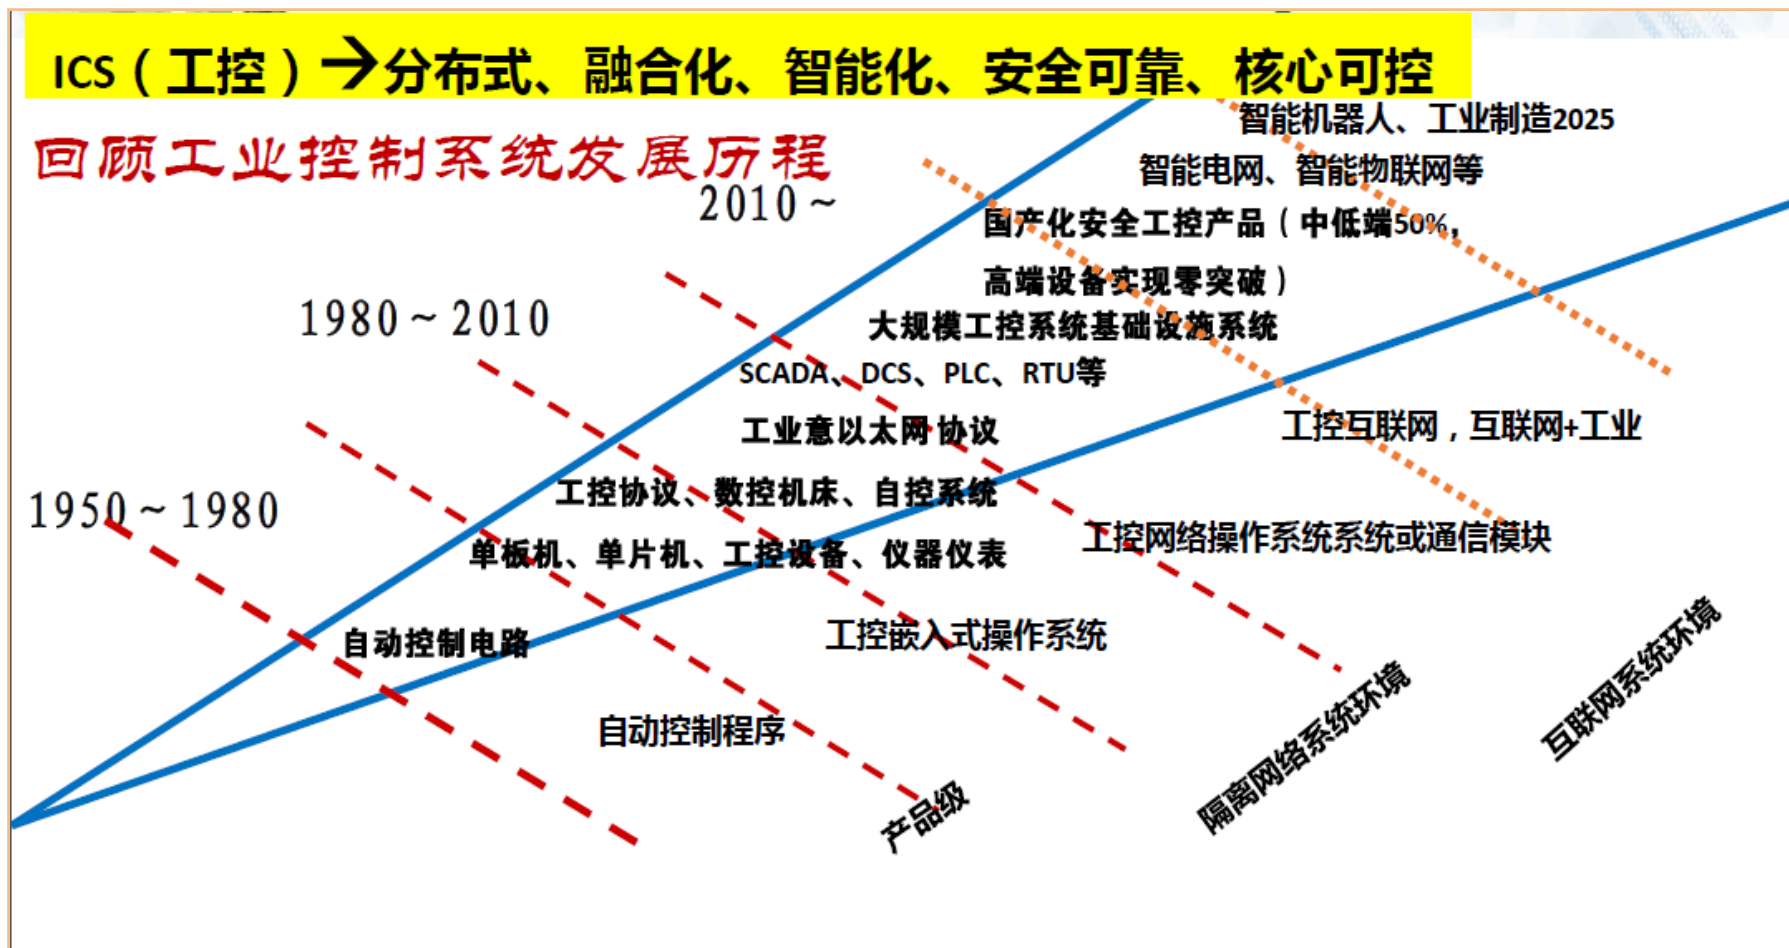 ICS（工控）→分布式、融合化、智能化、安全可靠、核心可控
回顾工业控制系统发展历程
智能机器人、工业制造2025
智能电网、智能物联网等
2010～
国产化安全工控产品（中低端50%，
高端设备实现零突破）
1980～2010
大规模工控系统基础设施系统
SCADA、DCS、PLC、RTU等
工业意以太网协议
工控互联网，互联网+工业
1950～1980
工控协议、数控机床、自控系统
工控网络操作系统系统或通信模块
单板机、单片机、工控设备、仪器仪表
自动控制电路
工控嵌入式操作系统
自动控制程序
产品级
隔离网络系统环境
互联网系统环境